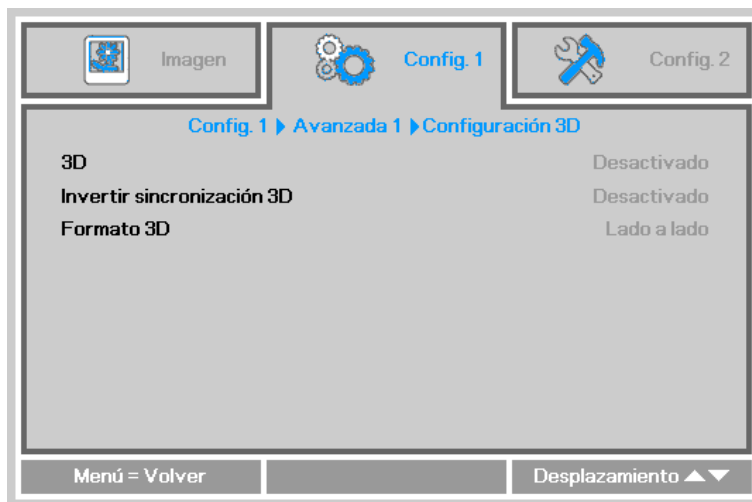 Imagen Config. 1 Config. 2
Config. 1 Avanzada 1 Configuración 3D
3D Desactivado
Invertir sincronización 3D Desactivado
Formato 3D Lado a lado
Menú = Volver Desplazamiento